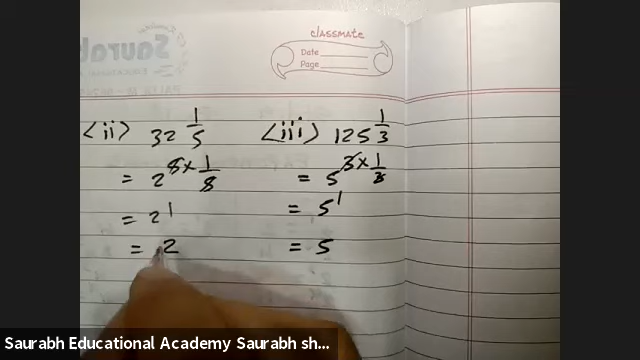 classmate
Date
Page
Saurabh
<ii> 32^(1/5) <iii> 125^(1/3)
= 2^(5×1/5) = 5^(3×1/3)
= 2^1 = 5^1
= 2 = 5
Saurabh Educational Academy Saurabh sh...